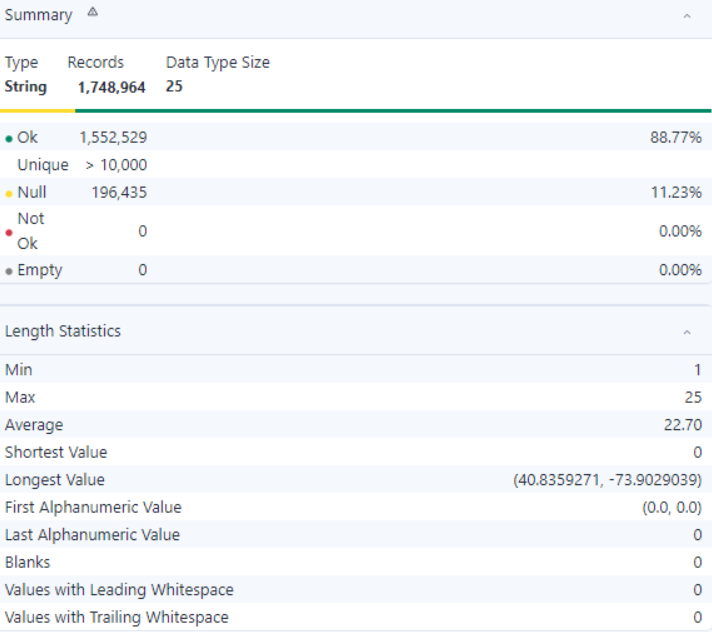 Summary
Type Records Data Type Size
String 1,748,964 25
Ok 1,552,529 88.77%
Unique > 10,000
Null 196,435 11.23%
Not
Ok 0 0.00%
Empty 0 0.00%
Length Statistics
Min 1
Max 25
Average 22.70
Shortest Value 0
Longest Value (40.8359271, -73.9029039)
First Alphanumeric Value (0.0, 0.0)
Last Alphanumeric Value 0
Blanks 0
Values with Leading Whitespace 0
Values with Trailing Whitespace 0